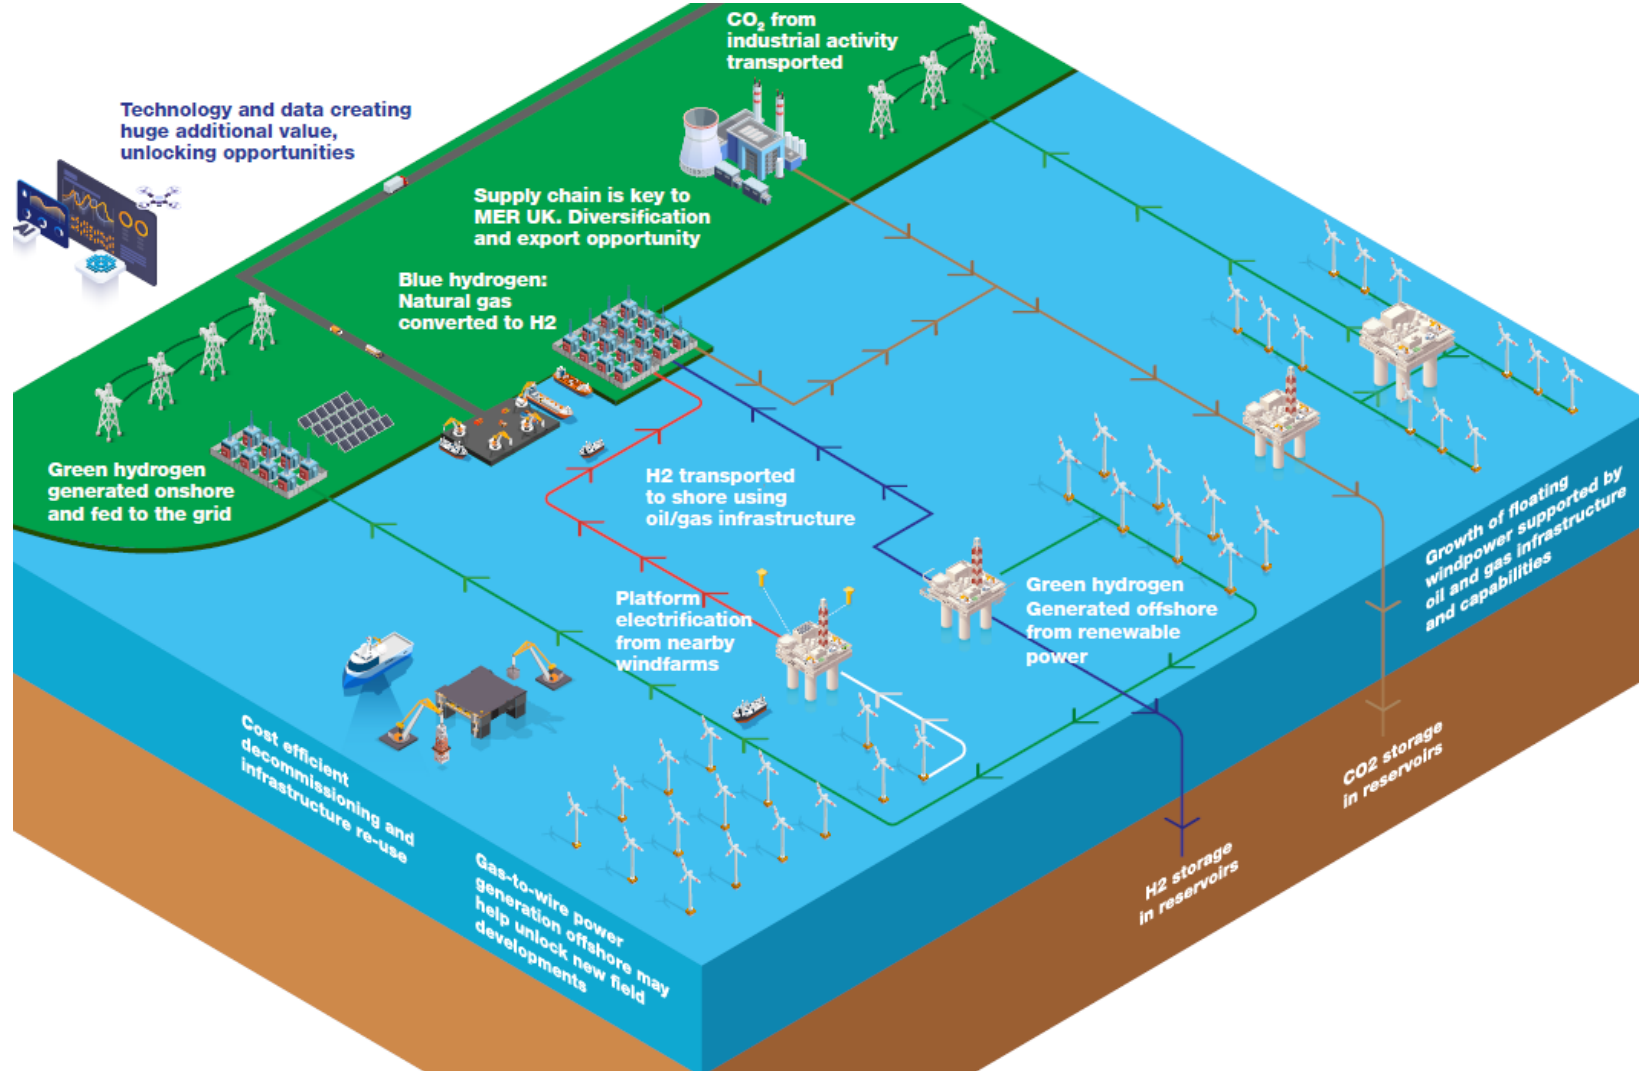 CO₂ from
industrial activity
transported
Technology and data creating
huge additional value,
unlocking opportunities
Supply chain is key to
MER UK. Diversification
and export opportunity
Blue hydrogen:
Natural gas
converted to H2
Green hydrogen
generated onshore
and fed to the grid
H2 transported
to shore using
oil/gas infrastructure
Platform
electrification
from nearby
windfarms
Green hydrogen
Generated offshore
from renewable
power
Growth of floating
windpower supported by
oil and gas infrastructure
and capabilities
Cost efficient
decommissioning and
infrastructure re-use
Gas-to-wire power
generation offshore may
help unlock new field
developments
CO2 storage
in reservoirs
H2 storage
in reservoirs